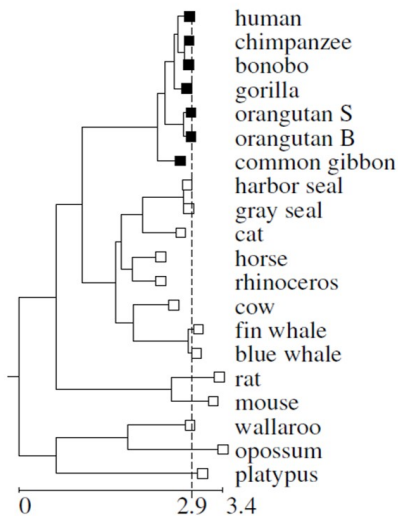 human
chimpanzee
bonobo
gorilla
orangutan S
orangutan B
common gibbon
harbor seal
gray seal
cat
horse
rhinoceros
cow
fin whale
blue whale
rat
mouse
wallaroo
opossum
platypus
0 2.9 3.4